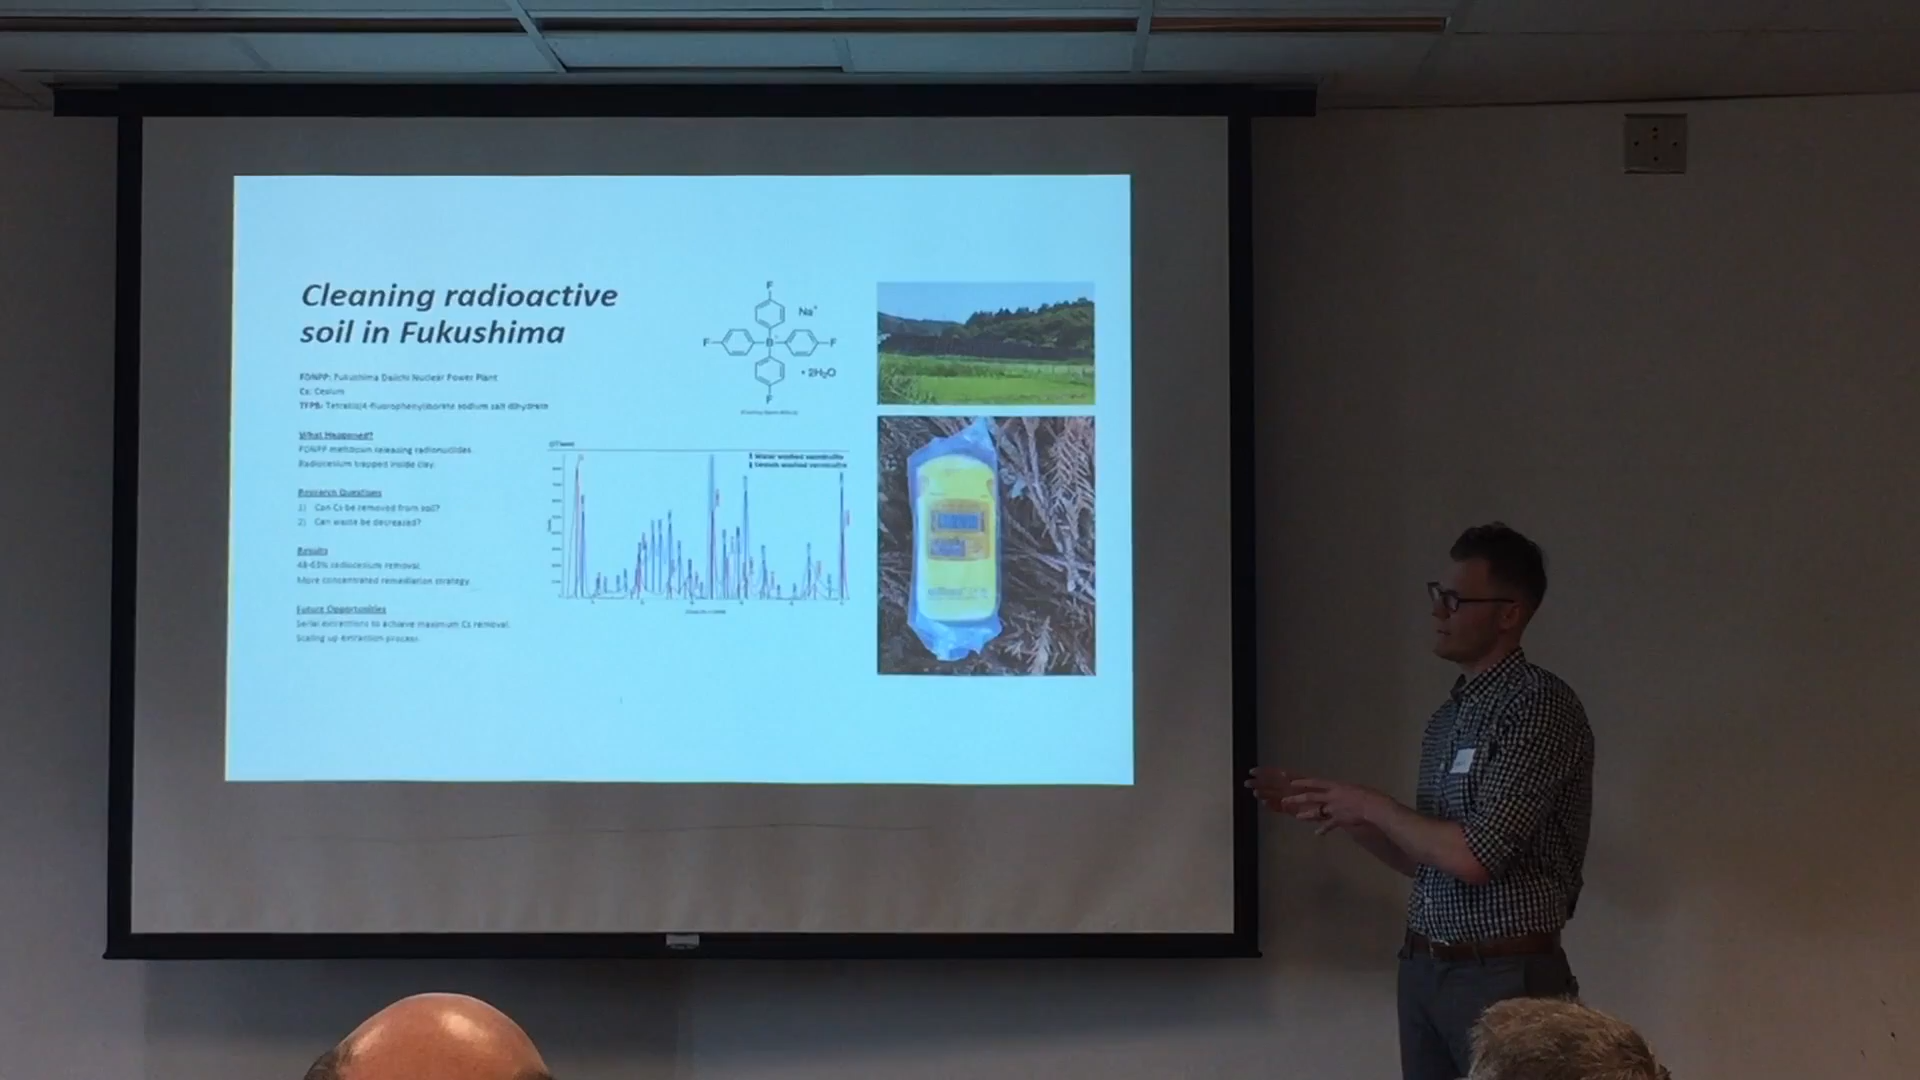 Cleaning radioactive
soil in Fukushima
FDNPP: Fukushima Daiichi Nuclear Power Plant
Cs: Cesium
TFPB: Tetrakis(4-fluorophenyl)borate sodium salt dihydrate
What Happened?
FDNPP meltdown releasing radionuclides.
Radiocesium trapped inside clay.
Research Questions
1) Can Cs be removed from soil?
2) Can waste be decreased?
Results
48-63% radiocesium removal.
More concentrated remediation strategy.
Future Opportunities
Serial extractions to achieve maximum Cs removal.
Scaling up extraction process.
F
Na+
F B- F
• 2H₂O
F
Water washed vermiculite
washed vermiculite